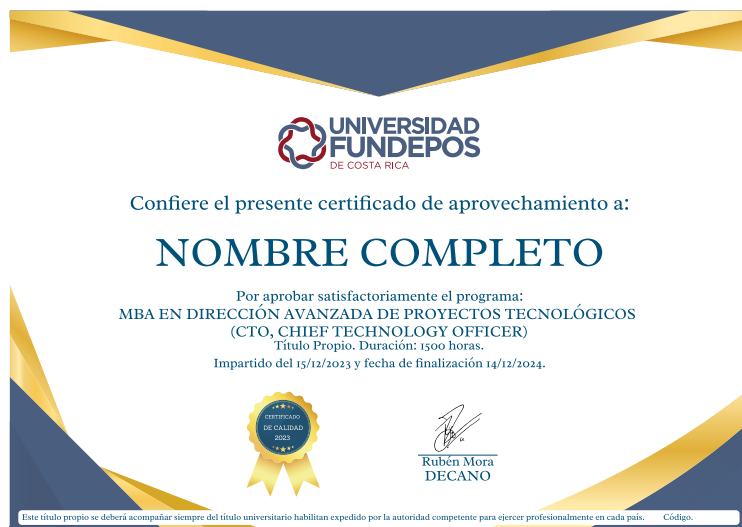 UNIVERSIDAD
FUNDEPOS
DE COSTA RICA
Confiere el presente certificado de aprovechamiento a:
NOMBRE COMPLETO
Por aprobar satisfactoriamente el programa:
MBA EN DIRECCIÓN AVANZADA DE PROYECTOS TECNOLÓGICOS
(CTO, CHIEF TECHNOLOGY OFFICER)
Título Propio. Duración: 1500 horas.
Impartido del 15/12/2023 y fecha de finalización 14/12/2024.
CERTIFICADO
DE CALIDAD
2023
Rubén Mora
DECANO
Este título propio se deberá acompañar siempre del título universitario habilitan expedido por la autoridad competente para ejercer profesionalmente en cada país. Código.